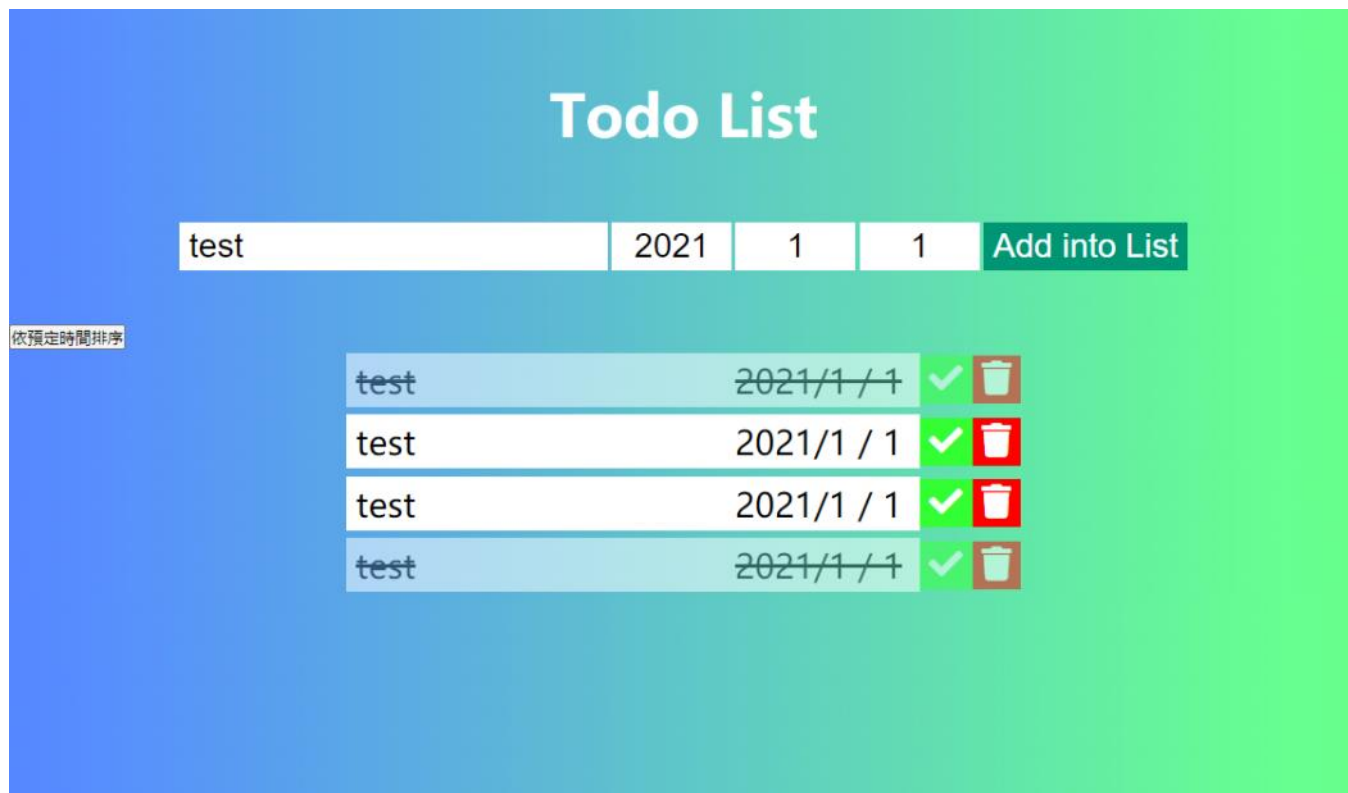 Todo List
test 2021 1 1 Add into List
依預定時間排序
test 2021/1 / 1
test 2021/1 / 1
test 2021/1 / 1
test 2021/1 / 1